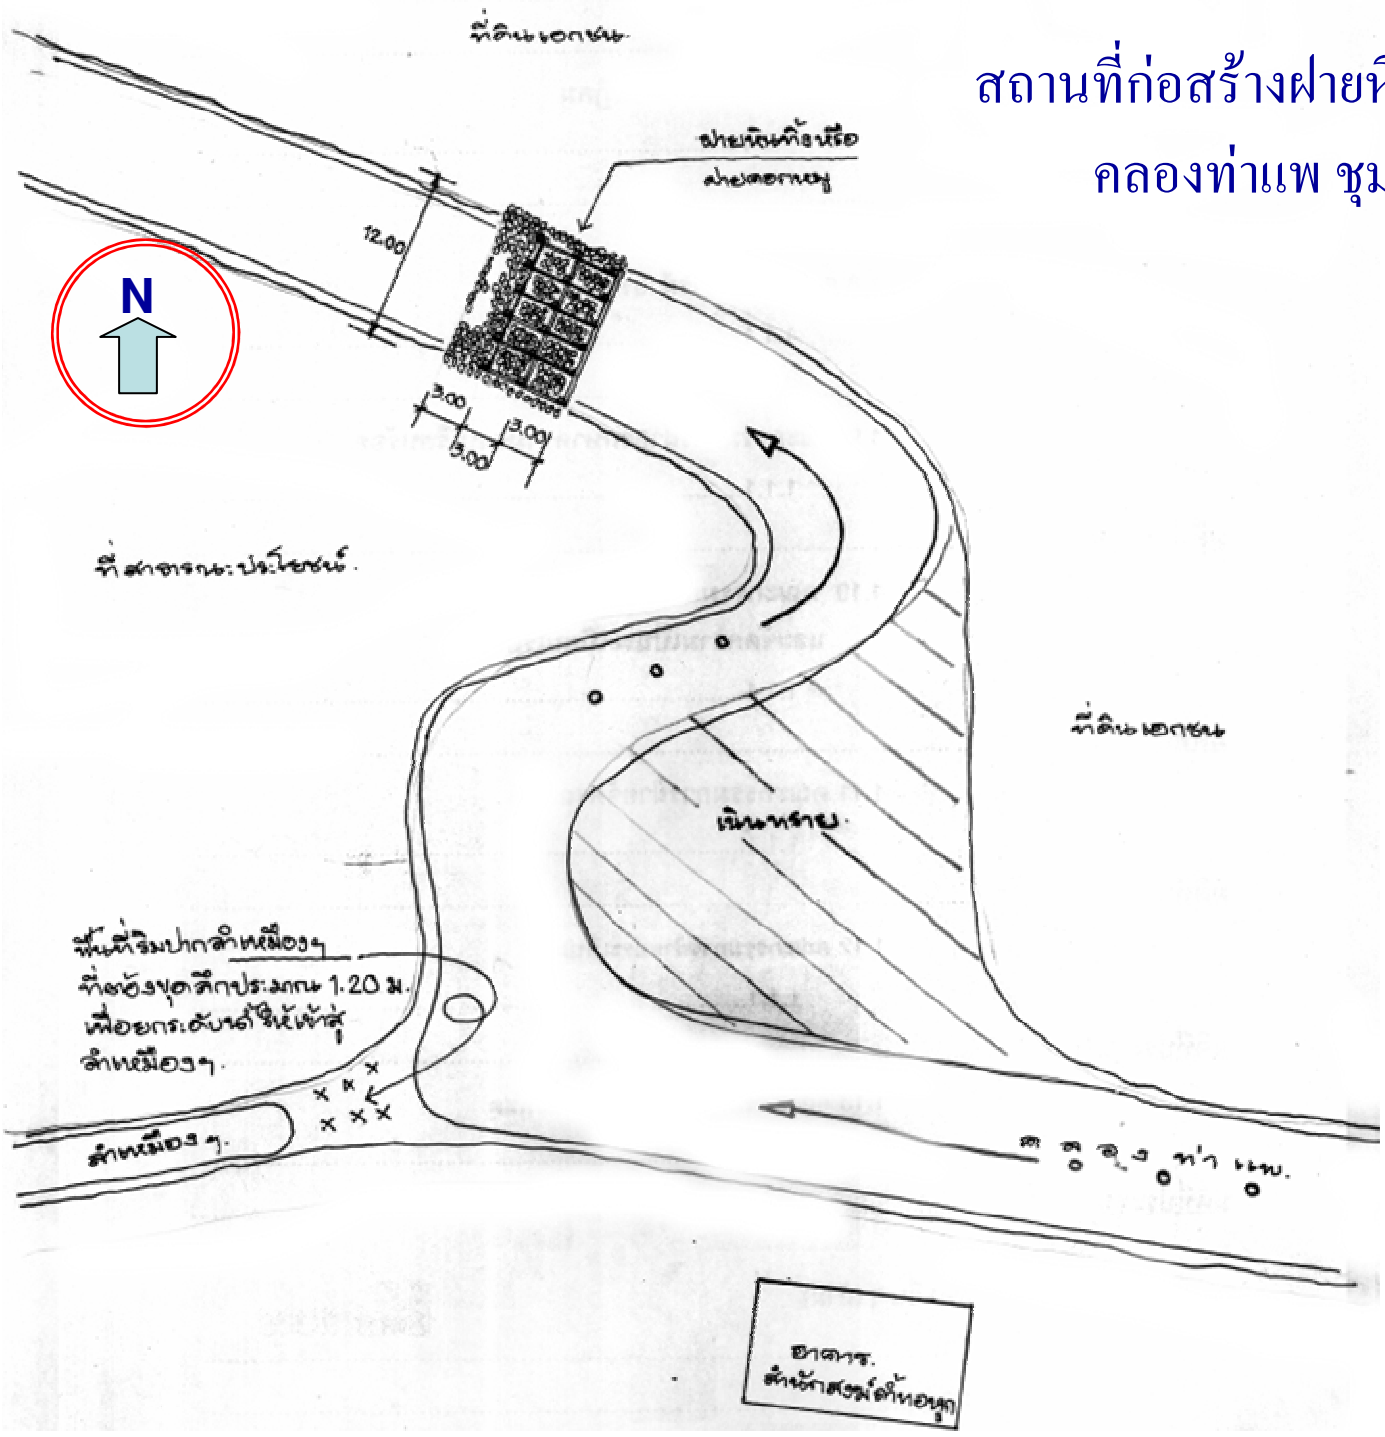 ที่ดินเอกชน.
สถานที่ก่อสร้างฝาย
คลองท่าแพ ชุม
ฝายหินทิ้งหรือ
ฝายคอกหมู
12.00
N
3.00
3.00
3.00
ที่สาธารณะประโยชน์.
ที่ดินเอกชน
เนินทราย.
พื้นที่ริมปากลำเหมืองฯ
ที่ต้องขุดลึกประมาณ 1.20 ม.
เพื่อยกระดับน้ำให้เข้าสู่
ลำเหมืองฯ.
ลำเหมืองฯ.
คลองท่าแพ.
อาคาร.
สำนักสงฆ์